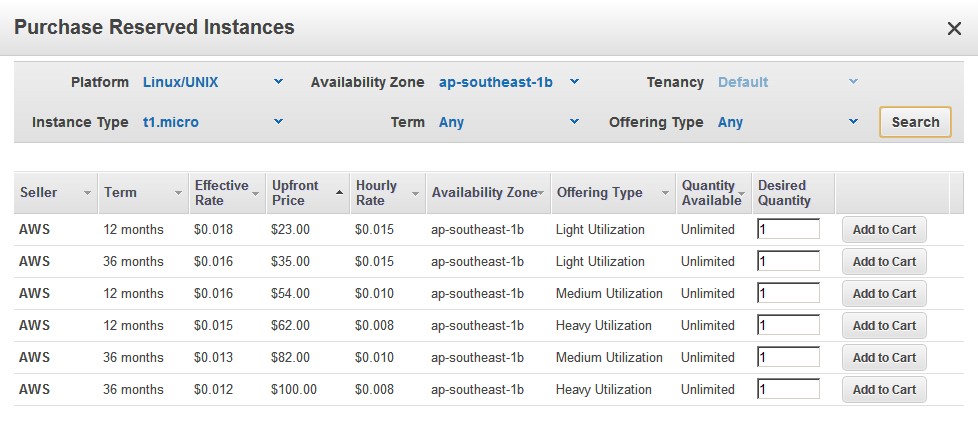 Purchase Reserved Instances
Platform Linux/UNIX Availability Zone ap-southeast-1b Tenancy Default
Instance Type t1.micro Term Any Offering Type Any Search
Seller Term Effective Rate Upfront Price Hourly Rate Availability Zone Offering Type Quantity Available Desired Quantity
AWS 12 months $0.018 $23.00 $0.015 ap-southeast-1b Light Utilization Unlimited 1 Add to Cart
AWS 36 months $0.016 $35.00 $0.015 ap-southeast-1b Light Utilization Unlimited 1 Add to Cart
AWS 12 months $0.016 $54.00 $0.010 ap-southeast-1b Medium Utilization Unlimited 1 Add to Cart
AWS 12 months $0.015 $62.00 $0.008 ap-southeast-1b Heavy Utilization Unlimited 1 Add to Cart
AWS 36 months $0.013 $82.00 $0.010 ap-southeast-1b Medium Utilization Unlimited 1 Add to Cart
AWS 36 months $0.012 $100.00 $0.008 ap-southeast-1b Heavy Utilization Unlimited 1 Add to Cart